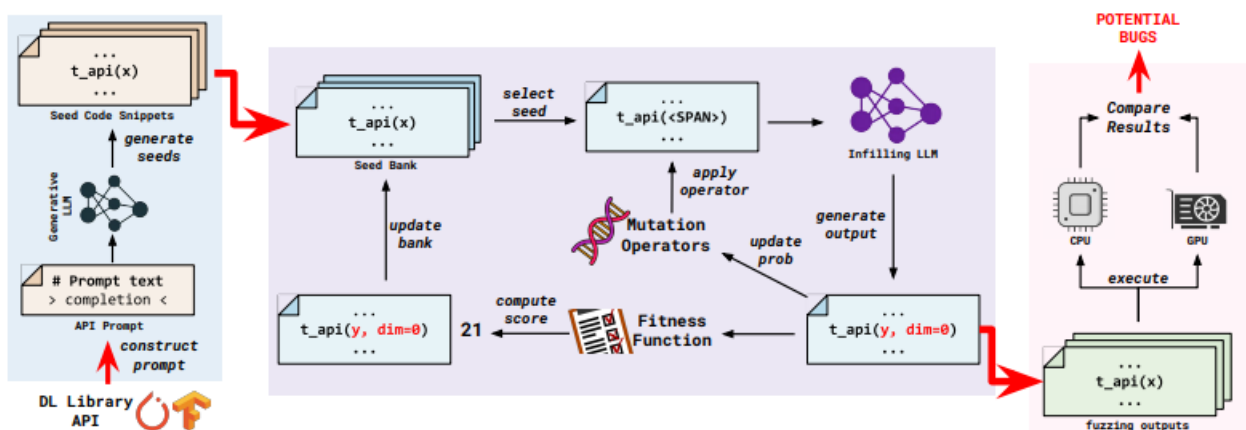 ...
t_api(x)
...
Seed Code Snippets
generate
seeds
Generative
LLM
# Prompt text
> completion <
API Prompt
construct
prompt
DL Library
API
...
t_api(x)
...
Seed Bank
select
seed
...
t_api(<SPAN>)
...
Infilling LLM
apply
operator
Mutation
Operators
update
prob
generate
output
update
bank
...
t_api(y, dim=0)
...
21
compute
score
Fitness
Function
...
t_api(y, dim=0)
...
POTENTIAL
BUGS
Compare
Results
CPU
GPU
execute
...
t_api(x)
...
fuzzing outputs